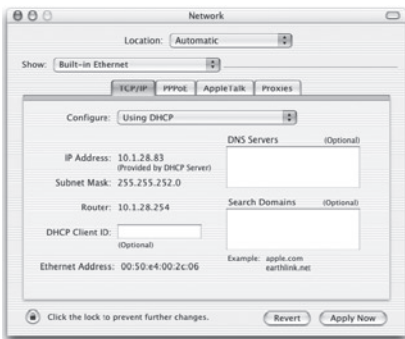 Network
Location: Automatic
Show: Built-in Ethernet
TCP/IP PPPoE AppleTalk Proxies
Configure: Using DHCP
DNS Servers (Optional)
IP Address: 10.1.28.83
(Provided by DHCP Server)
Subnet Mask: 255.255.252.0
Router: 10.1.28.254
Search Domains (Optional)
DHCP Client ID:
(Optional)
Ethernet Address: 00:50:e4:00:2c:06
Example: apple.com
earthlink.net
Click the lock to prevent further changes.
Revert Apply Now